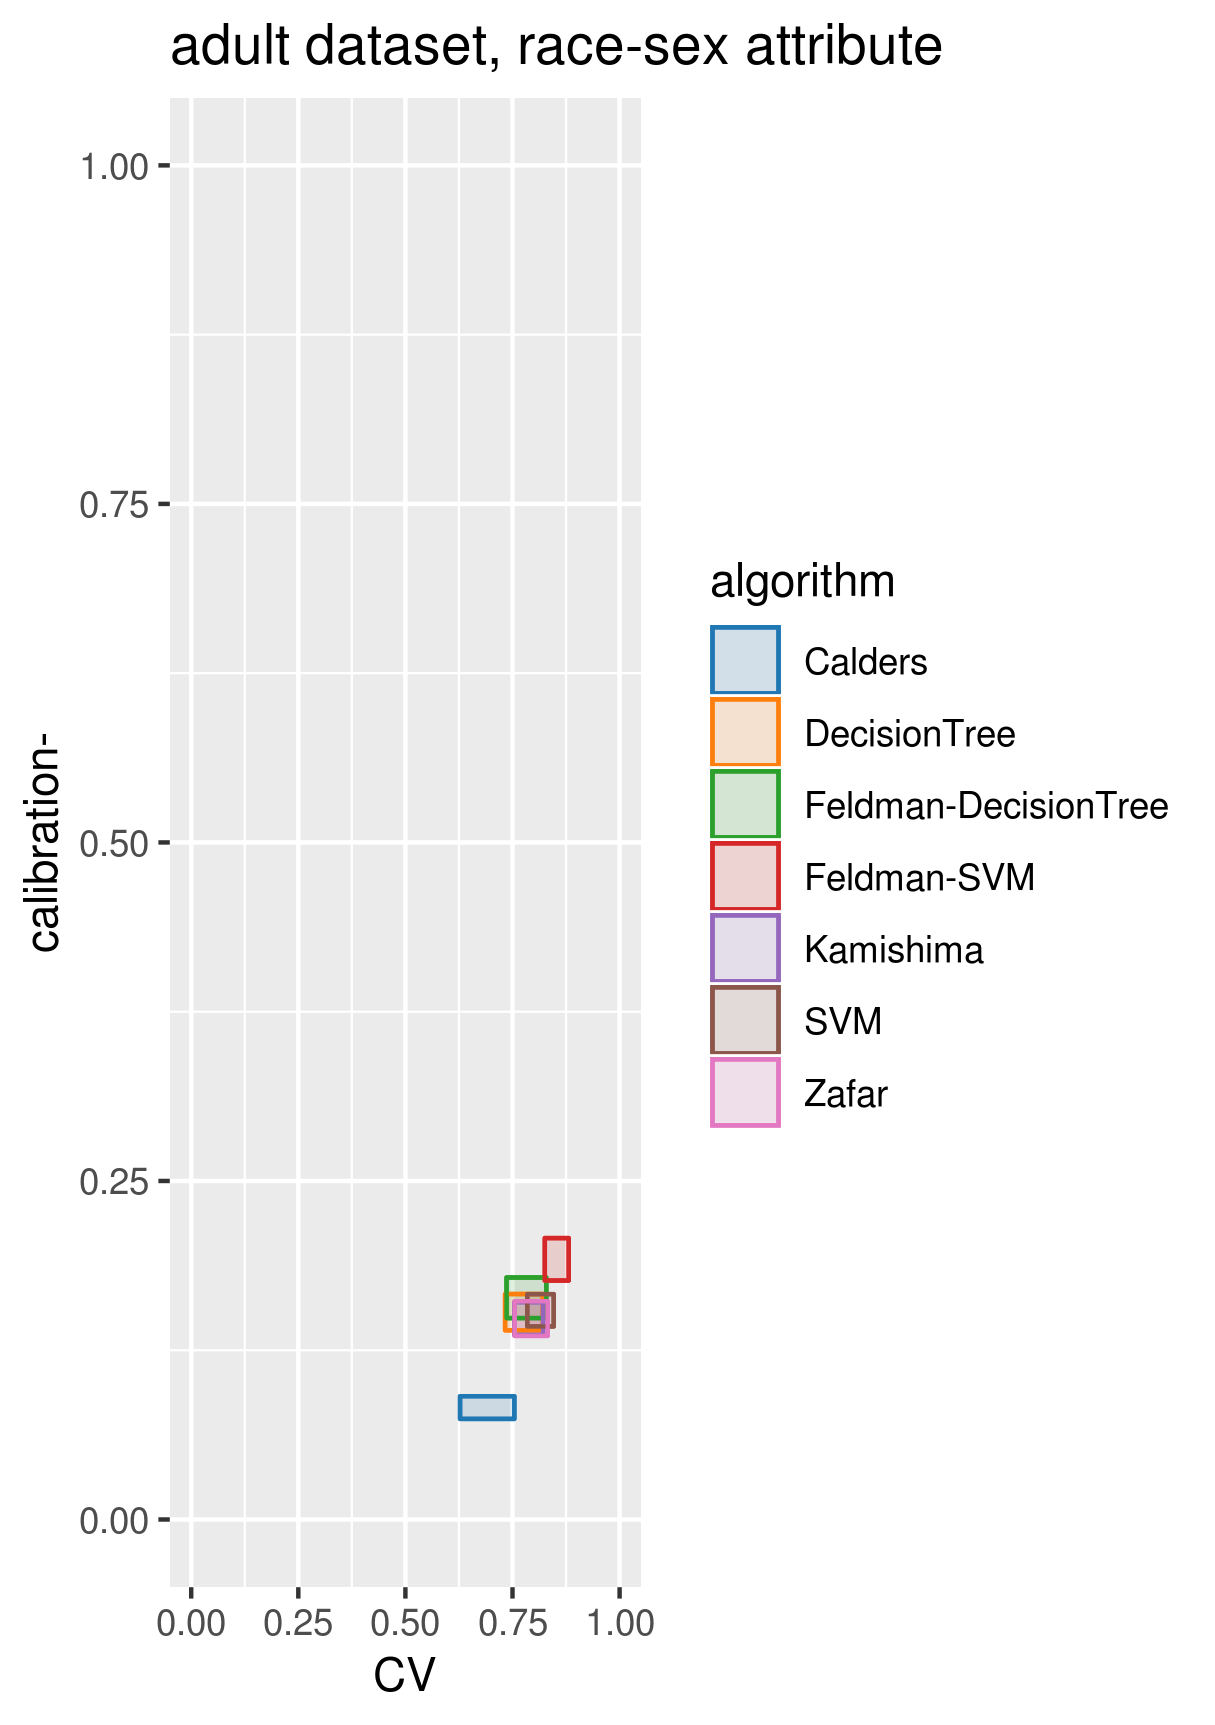 adult dataset, race-sex attribute
calibration-
1.00
0.75
0.50
0.25
0.00
0.00 0.25 0.50 0.75 1.00
CV
algorithm
Calders
DecisionTree
Feldman-DecisionTree
Feldman-SVM
Kamishima
SVM
Zafar